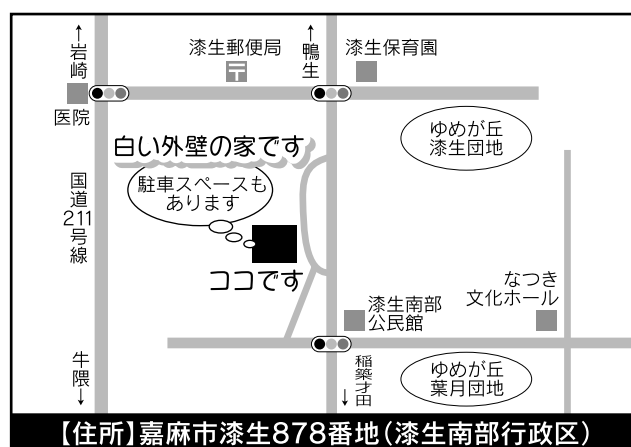 ↑岩崎
漆生郵便局
↑鴨生
漆生保育園
〒
医院
白い外壁の家です
ゆめが丘
漆生団地
駐車スペースも
あります
国道211号線
ココです
なつき
文化ホール
漆生南部
公民館
牛隈↓
稲築才田↓
ゆめが丘
葉月団地
【住所】嘉麻市漆生878番地(漆生南部行政区)